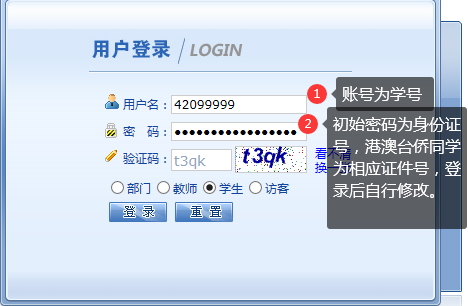 用户登录 LOGIN
用户名： 42099999
1 账号为学号
密 码： ●●●●●●●●●●●●●●●●●●
2 初始密码为身份证号，港澳台侨同学为相应证件号，登录后自行修改。
验证码： t3qk t3qk 看不清
换一
部门 教师 学生 访客
登 录 重 置